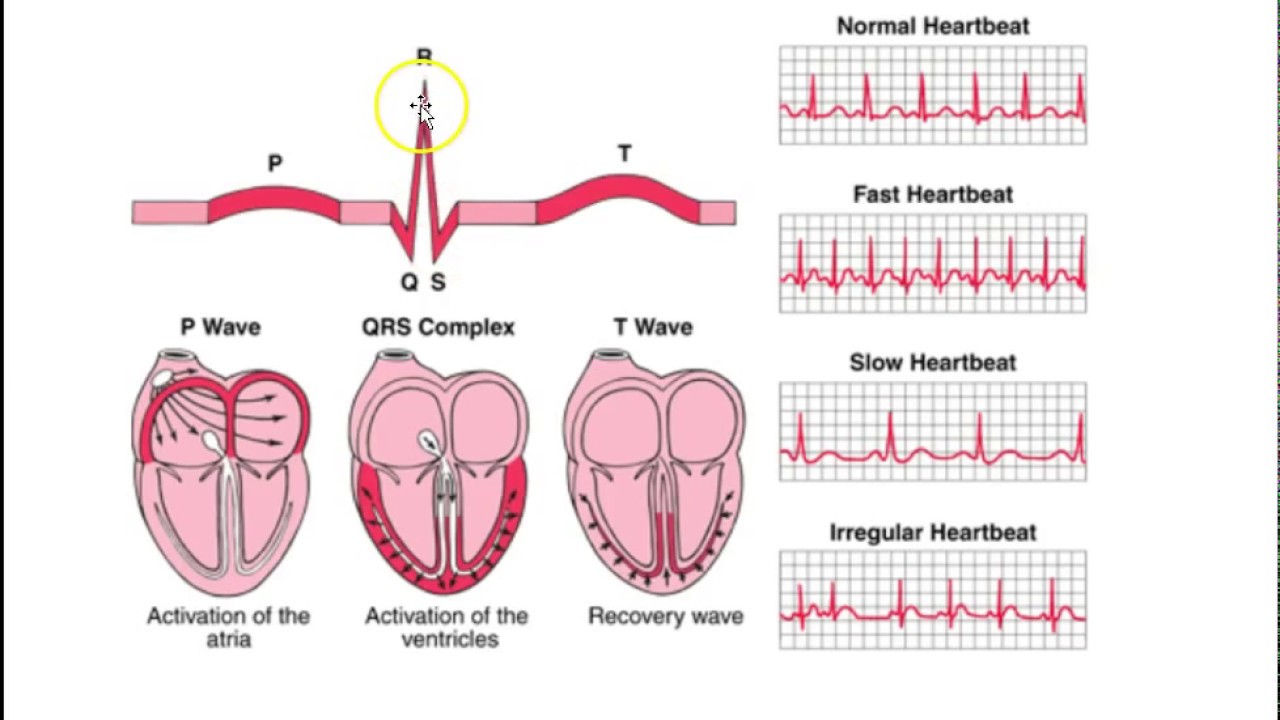 R
P
T
Q S
P Wave
QRS Complex
T Wave
Activation of the
atria
Activation of the
ventricles
Recovery wave
Normal Heartbeat
Fast Heartbeat
Slow Heartbeat
Irregular Heartbeat